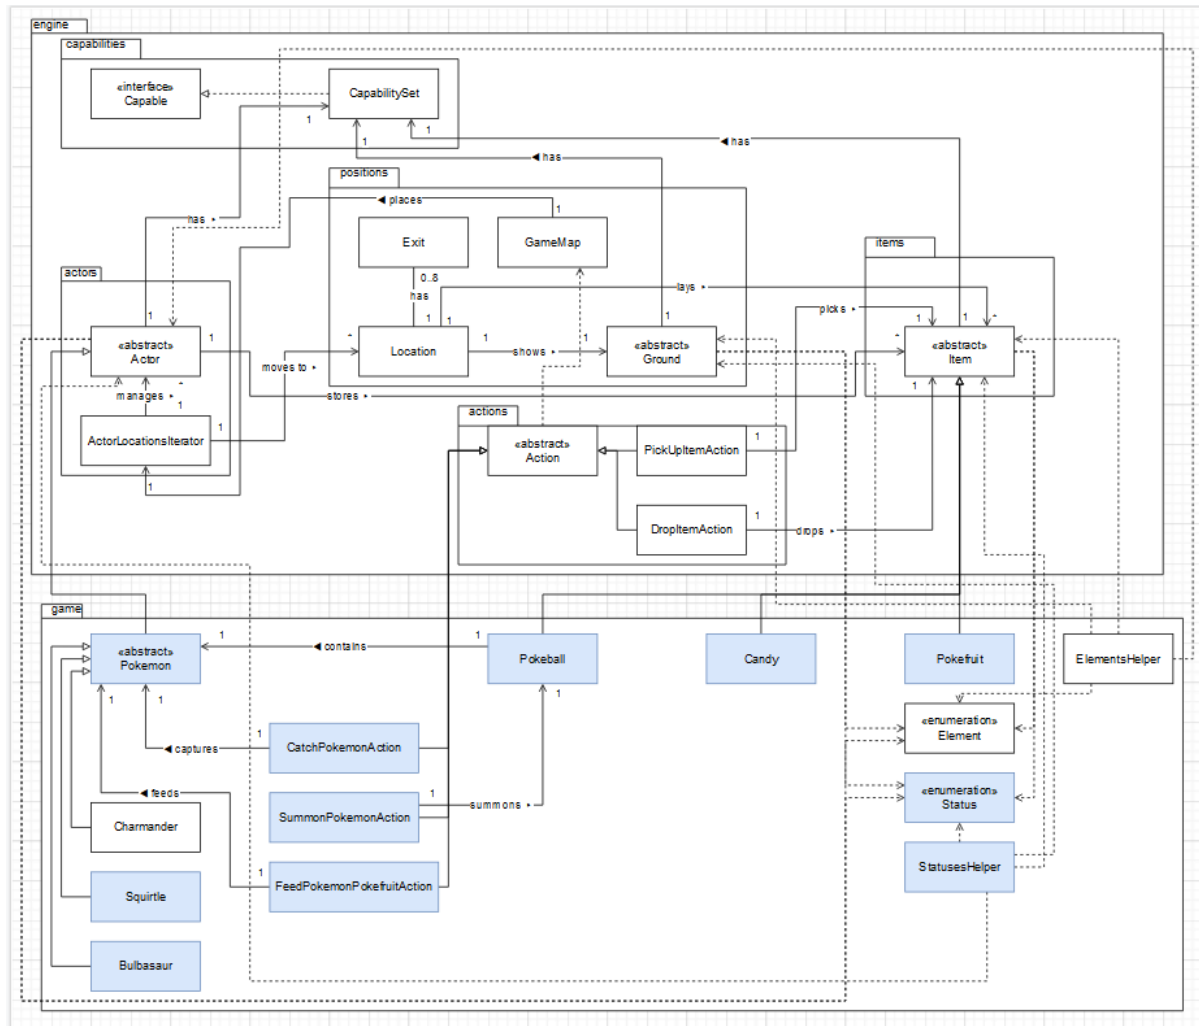 engine
capabilities
«interface»
Capable
CapabilitySet
1
1
1
◀ has
◀ has
positions
◀ places
1
has ▸
Exit
GameMap
items
actors
0..8
has
lays ▸
picks ▸
1
1
1
1
1
1
*
*
*
«abstract»
Actor
1
Location
1
shows ▸
1
«abstract»
Ground
«abstract»
Item
moves to ▸
*
manages
1
stores ▸
1
ActorLocationsIterator
1
actions
«abstract»
Action
PickUpItemAction
1
1
DropItemAction
1
drops ▸
game
«abstract»
Pokemon
1
◀ contains
1
Pokeball
Candy
Pokefruit
ElementsHelper
1
1
1
«enumeration»
Element
1
◀ captures
CatchPokemonAction
◀ feeds
1
summons ▸
SummonPokemonAction
«enumeration»
Status
Charmander
1
FeedPokemonPokefruitAction
StatusesHelper
Squirtle
Bulbasaur